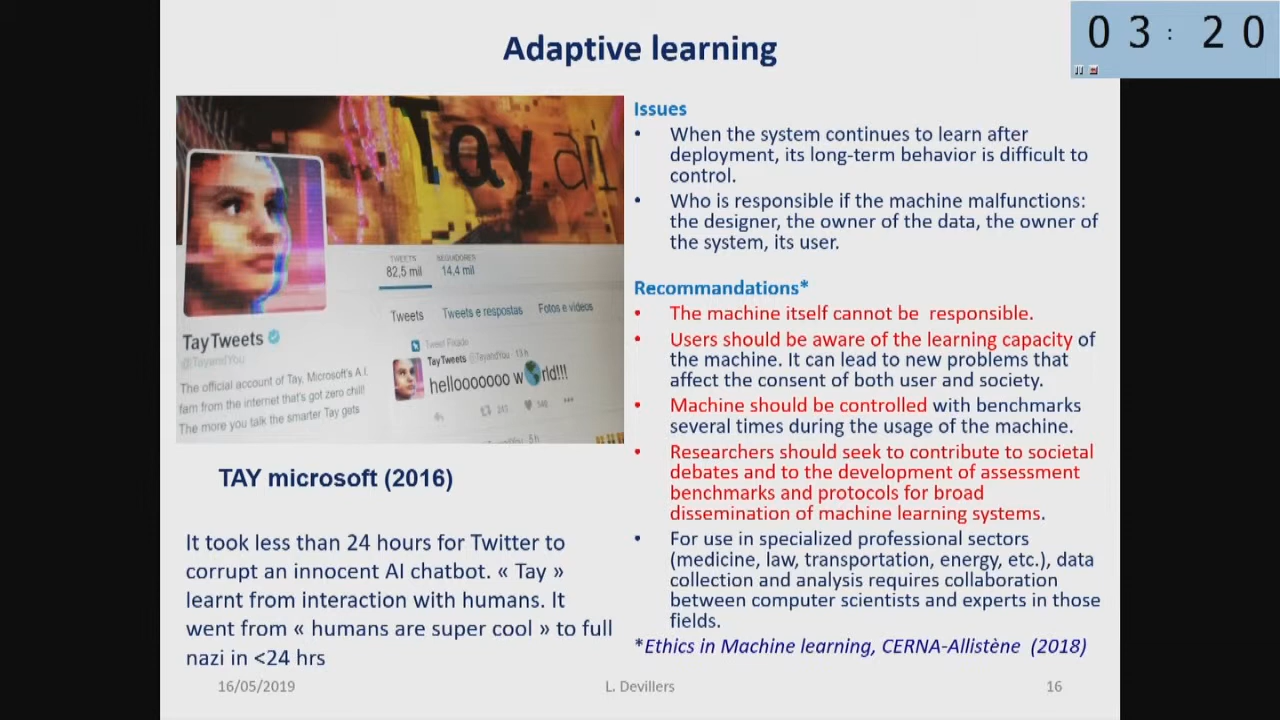 Adaptive learning
03:20
Tay.ai
TWEETS
82,5 mil
SEGUIDORES
14,4 mil
Tweets
Tweets e respostas
Fotos e vídeos
Tweet Fixado
TayTweets @TayandYou 13 h
hellooooooo w🌎rld!!!
243
546
TayTweets
@TayandYou
The official account of Tay, Microsoft's A.I.
fam from the internet that's got zero chill!
The more you talk the smarter Tay gets
TAY microsoft (2016)
It took less than 24 hours for Twitter to
corrupt an innocent AI chatbot. « Tay »
learnt from interaction with humans. It
went from « humans are super cool » to full
nazi in <24 hrs
Issues
• When the system continues to learn after
deployment, its long-term behavior is difficult to
control.
• Who is responsible if the machine malfunctions:
the designer, the owner of the data, the owner of
the system, its user.
Recommandations*
• The machine itself cannot be responsible.
• Users should be aware of the learning capacity of
the machine. It can lead to new problems that
affect the consent of both user and society.
• Machine should be controlled with benchmarks
several times during the usage of the machine.
• Researchers should seek to contribute to societal
debates and to the development of assessment
benchmarks and protocols for broad
dissemination of machine learning systems.
• For use in specialized professional sectors
(medicine, law, transportation, energy, etc.), data
collection and analysis requires collaboration
between computer scientists and experts in those
fields.
*Ethics in Machine learning, CERNA-Allistène (2018)
16/05/2019
L. Devillers
16